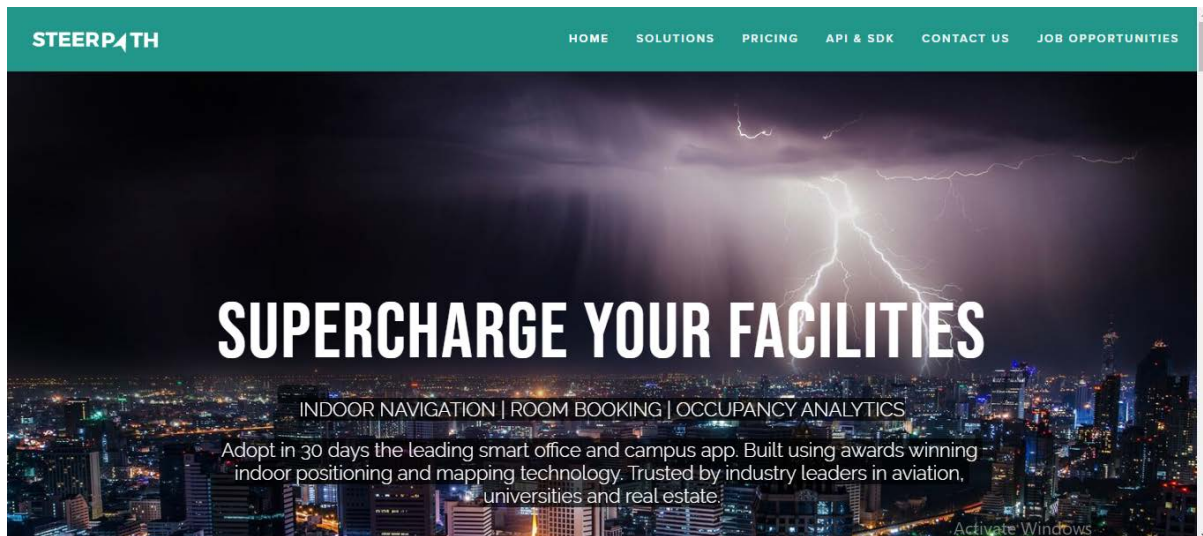 STEERPATH
HOME SOLUTIONS PRICING API & SDK CONTACT US JOB OPPORTUNITIES
SUPERCHARGE YOUR FACILITIES
INDOOR NAVIGATION | ROOM BOOKING | OCCUPANCY ANALYTICS
Adopt in 30 days the leading smart office and campus app. Built using awards winning
indoor positioning and mapping technology. Trusted by industry leaders in aviation,
universities and real estate.
Activate Windows